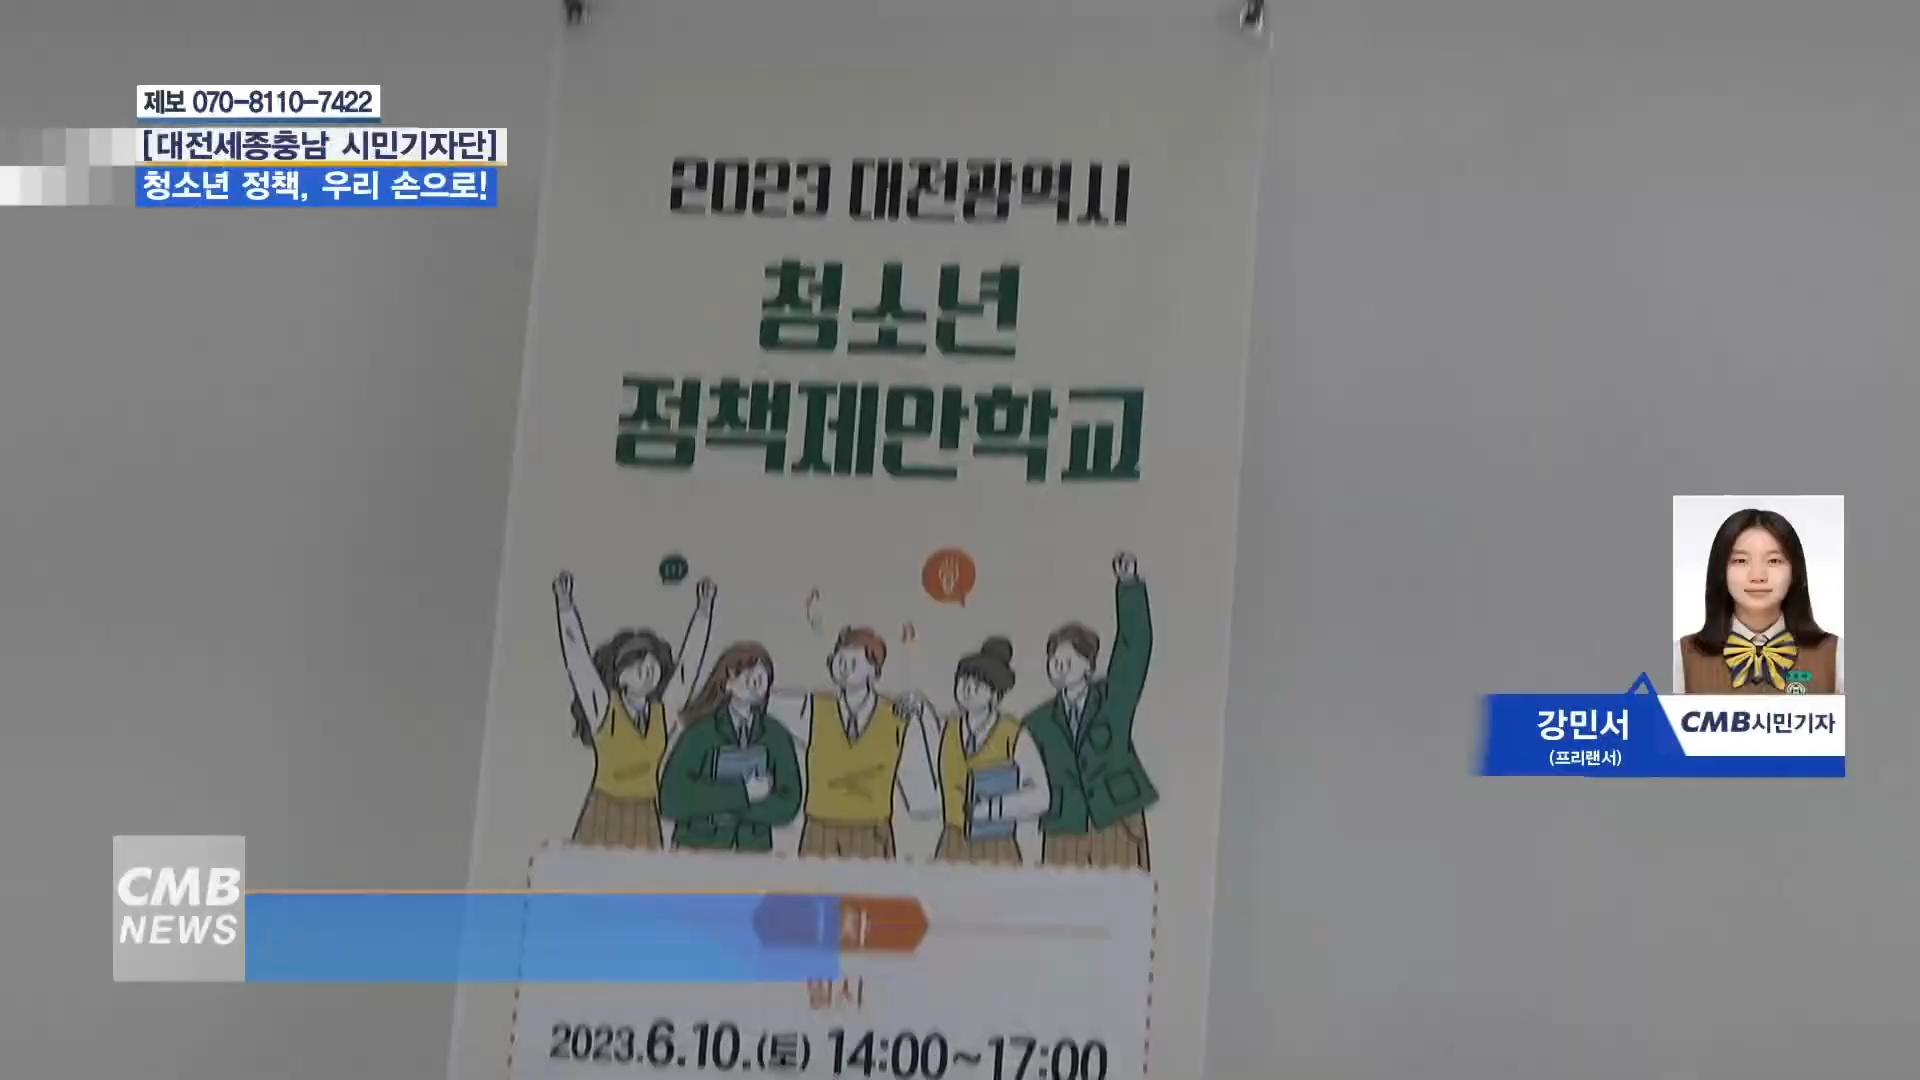 제보 070-8110-7422
[대전세종충남 시민기자단]
청소년 정책, 우리 손으로!
2023 대전광역시
청소년
정책제안학교
강민서
(프리랜서)
CMB시민기자
CMB
NEWS
일시
2023.6.10.(토) 14:00~17:00